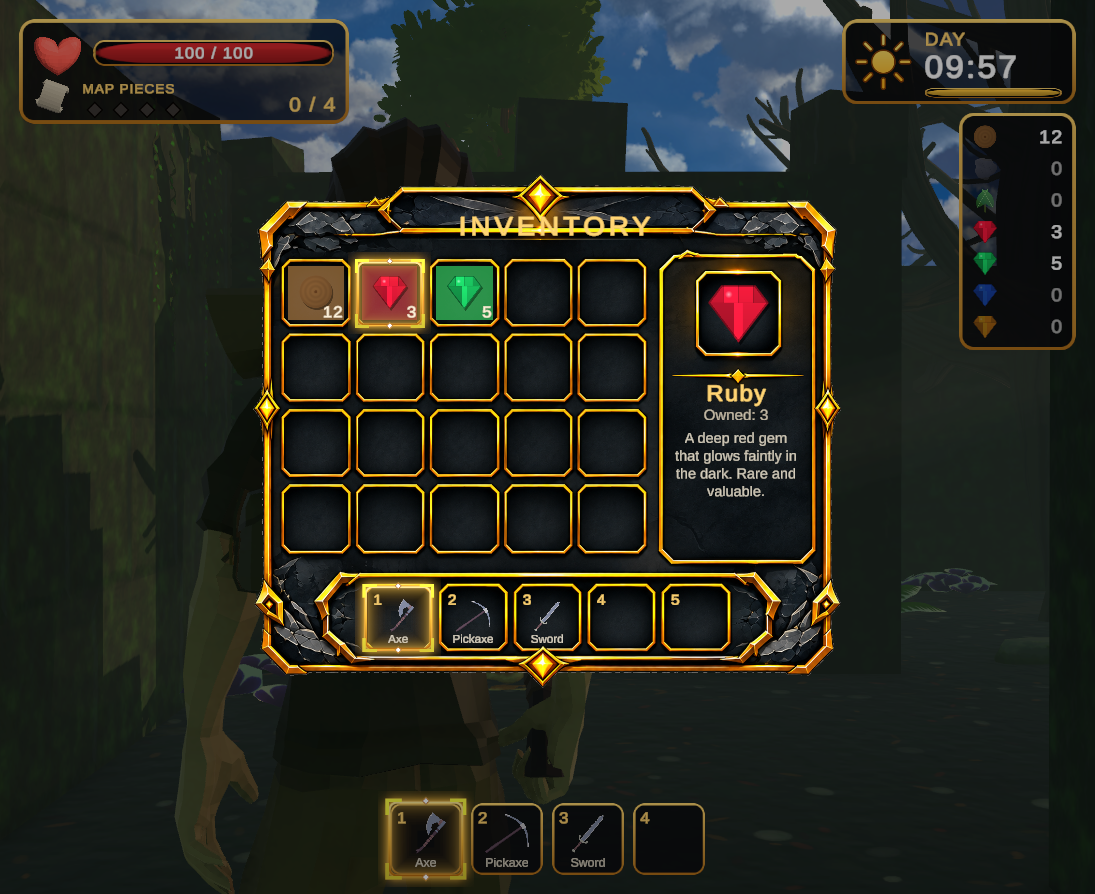 100 / 100
MAP PIECES
0 / 4
DAY
09:57
12
0
0
3
5
0
0
INVENTORY
12
3
5
Ruby
Owned: 3
A deep red gem
that glows faintly in
the dark. Rare and
valuable.
1
Axe
2
Pickaxe
3
Sword
4
5
1
Axe
2
Pickaxe
3
Sword
4